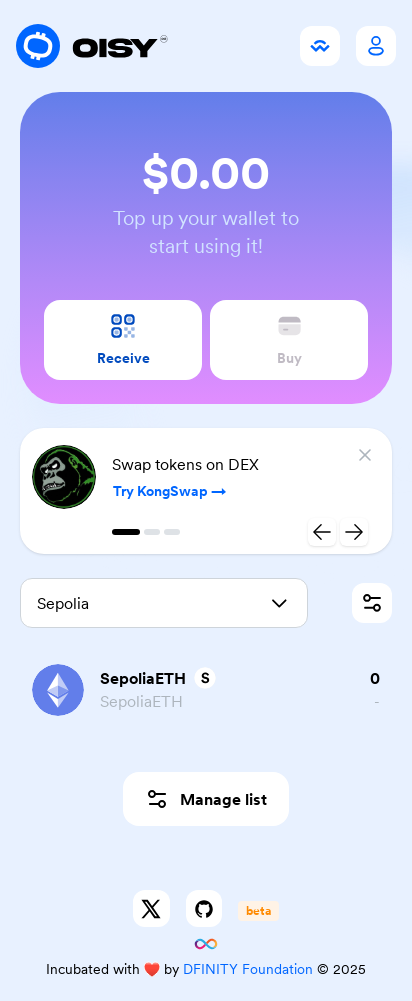 OISY
$0.00
Top up your wallet to
start using it!
Receive
Buy
Swap tokens on DEX
Try KongSwap →
Sepolia
SepoliaETH S
0
SepoliaETH
-
Manage list
beta
Incubated with ❤️ by DFINITY Foundation © 2025